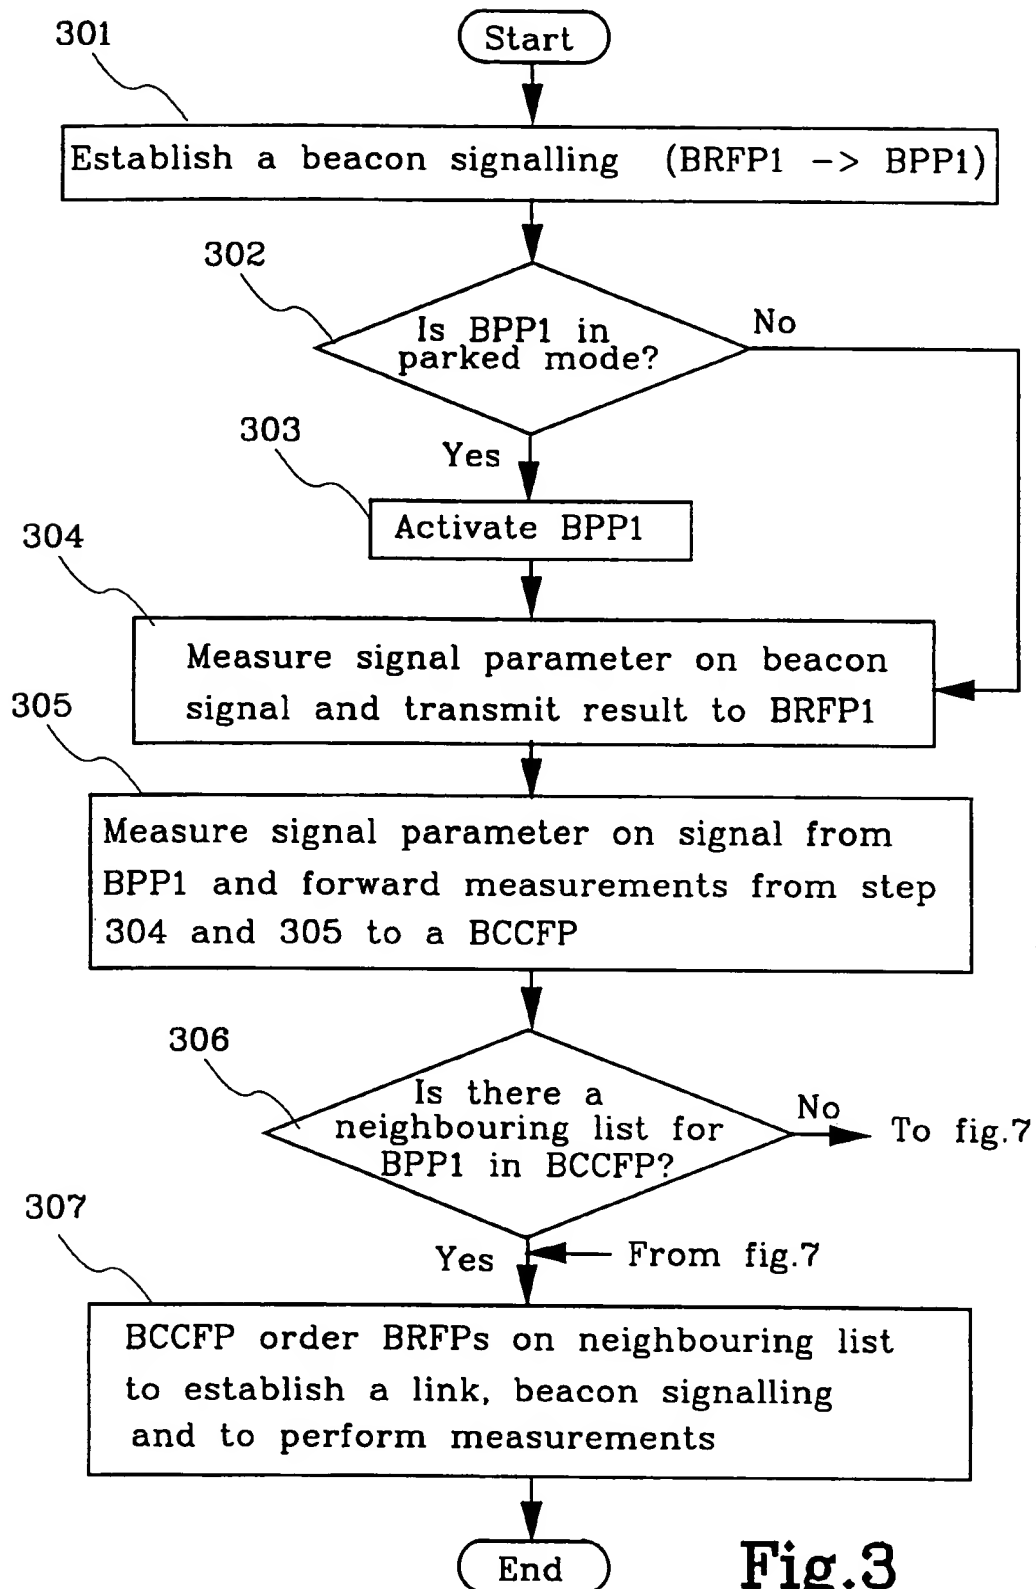 Start
301
Establish a beacon signalling (BRFP1 -> BPP1)
302
Is BPP1 in
parked mode?
No
Yes
303
Activate BPP1
304
Measure signal parameter on beacon
signal and transmit result to BRFP1
305
Measure signal parameter on signal from
BPP1 and forward measurements from step
304 and 305 to a BCCFP
306
Is there a
neighbouring list for
BPP1 in BCCFP?
No
To fig.7
Yes
From fig.7
307
BCCFP order BRFPs on neighbouring list
to establish a link, beacon signalling
and to perform measurements
End
Fig.3